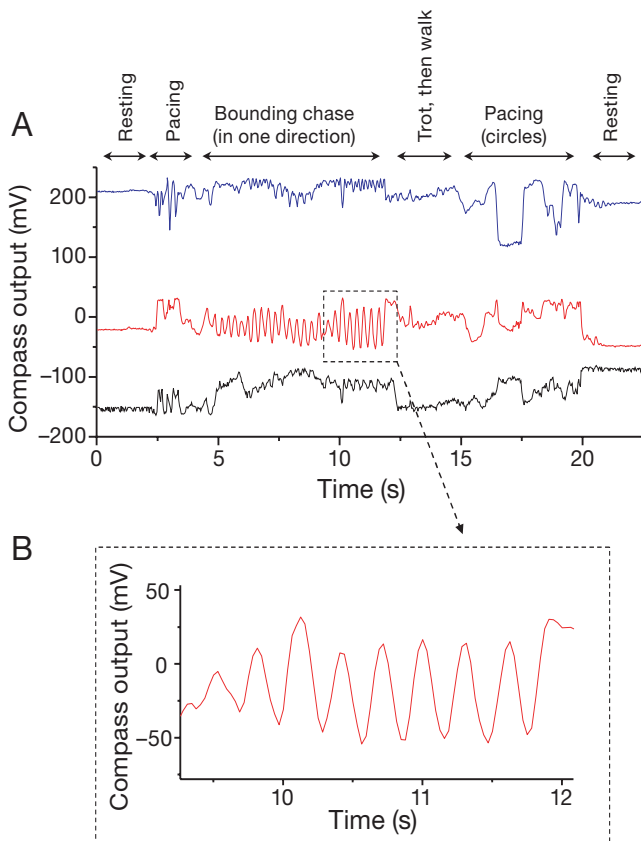 A
Resting
Pacing
Bounding chase
(in one direction)
Trot, then walk
Pacing
(circles)
Resting
Compass output (mV)
200
100
0
−100
−200
0
5
10
15
20
Time (s)
B
Compass output (mV)
50
0
−50
10
11
12
Time (s)